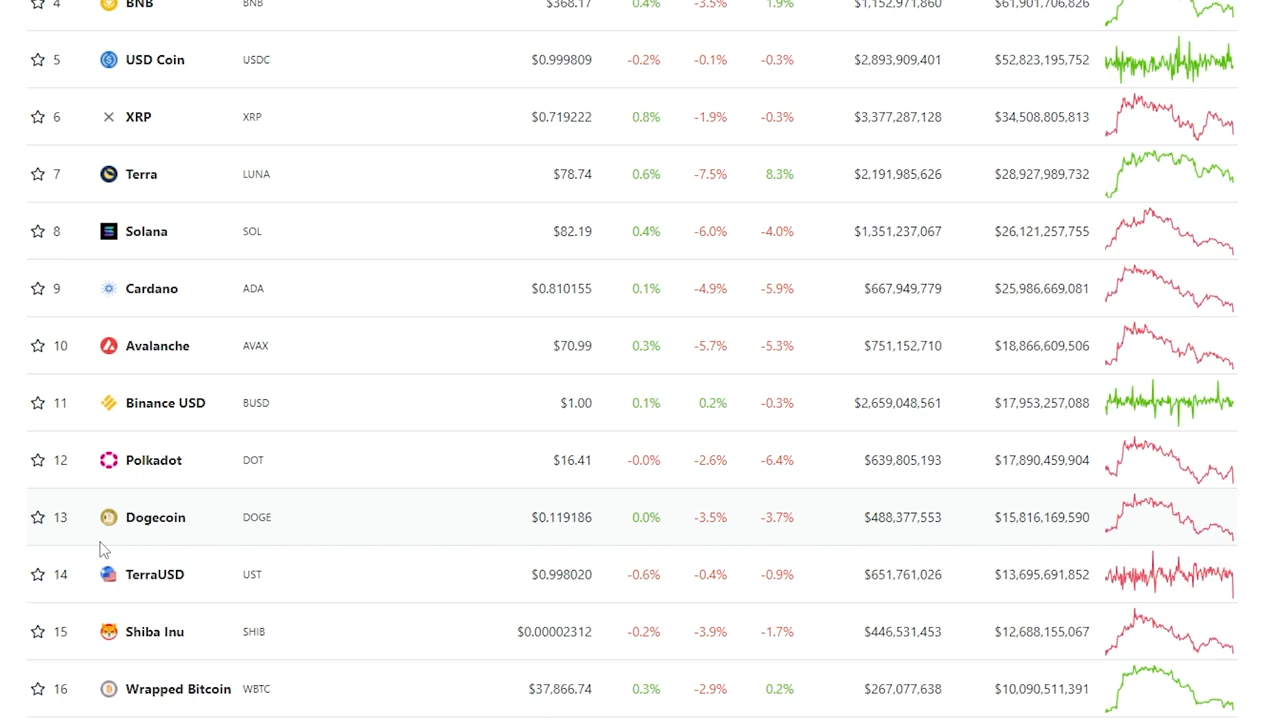 4 BNB BNB $368.17 0.4% -3.5% 1.9% $1,152,971,860 $61,901,706,826
5 USD Coin USDC $0.999809 -0.2% -0.1% -0.3% $2,893,909,401 $52,823,195,752
6 XRP XRP $0.719222 0.8% -1.9% -0.3% $3,377,287,128 $34,508,805,813
7 Terra LUNA $78.74 0.6% -7.5% 8.3% $2,191,985,626 $28,927,989,732
8 Solana SOL $82.19 0.4% -6.0% -4.0% $1,351,237,067 $26,121,257,755
9 Cardano ADA $0.810155 0.1% -4.9% -5.9% $667,949,779 $25,986,669,081
10 Avalanche AVAX $70.99 0.3% -5.7% -5.3% $751,152,710 $18,866,609,506
11 Binance USD BUSD $1.00 0.1% 0.2% -0.3% $2,659,048,561 $17,953,257,088
12 Polkadot DOT $16.41 -0.0% -2.6% -6.4% $639,805,193 $17,890,459,904
13 Dogecoin DOGE $0.119186 0.0% -3.5% -3.7% $488,377,553 $15,816,169,590
14 TerraUSD UST $0.998020 -0.6% -0.4% -0.9% $651,761,026 $13,695,691,852
15 Shiba Inu SHIB $0.00002312 -0.2% -3.9% -1.7% $446,531,453 $12,688,155,067
16 Wrapped Bitcoin WBTC $37,866.74 0.3% -2.9% 0.2% $267,077,638 $10,090,511,391